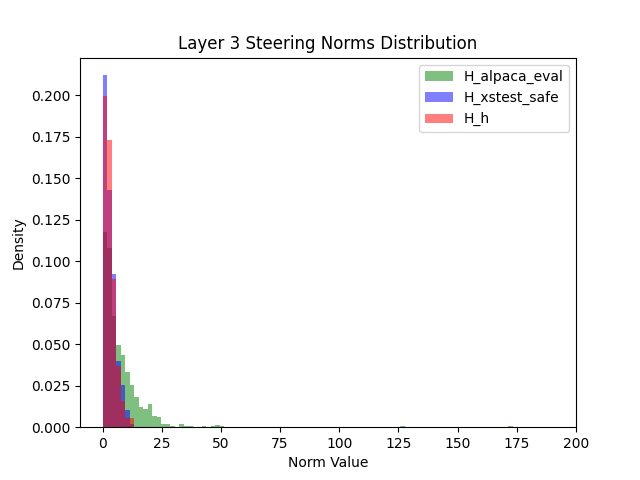 Layer 3 Steering Norms Distribution
H_alpaca_eval
H_xstest_safe
H_h
0.200
0.175
0.150
0.125
0.100
0.075
0.050
0.025
0.000
Density
0 25 50 75 100 125 150 175 200
Norm Value